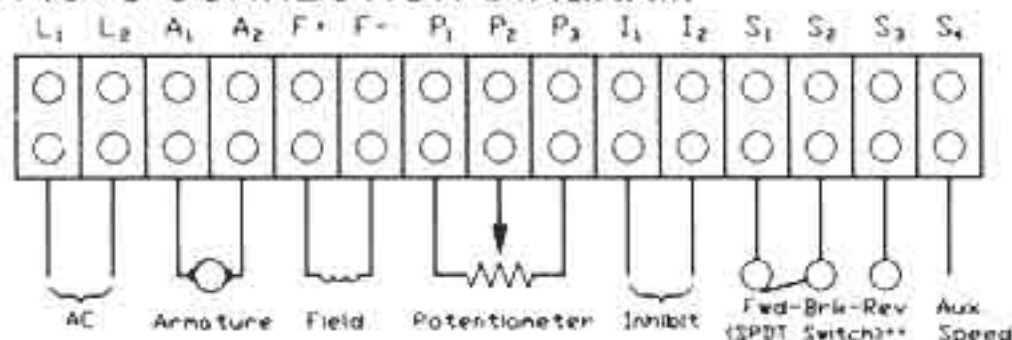 L₁ L₂ A₁ A₂ F+ F- P₁ P₂ P₃ I₁ I₂ S₁ S₂ S₃ S₄
AC Armature Field Potentiometer Inhibit Fwd-Brk-Rev Aux
(SPDT Switch)** Speed